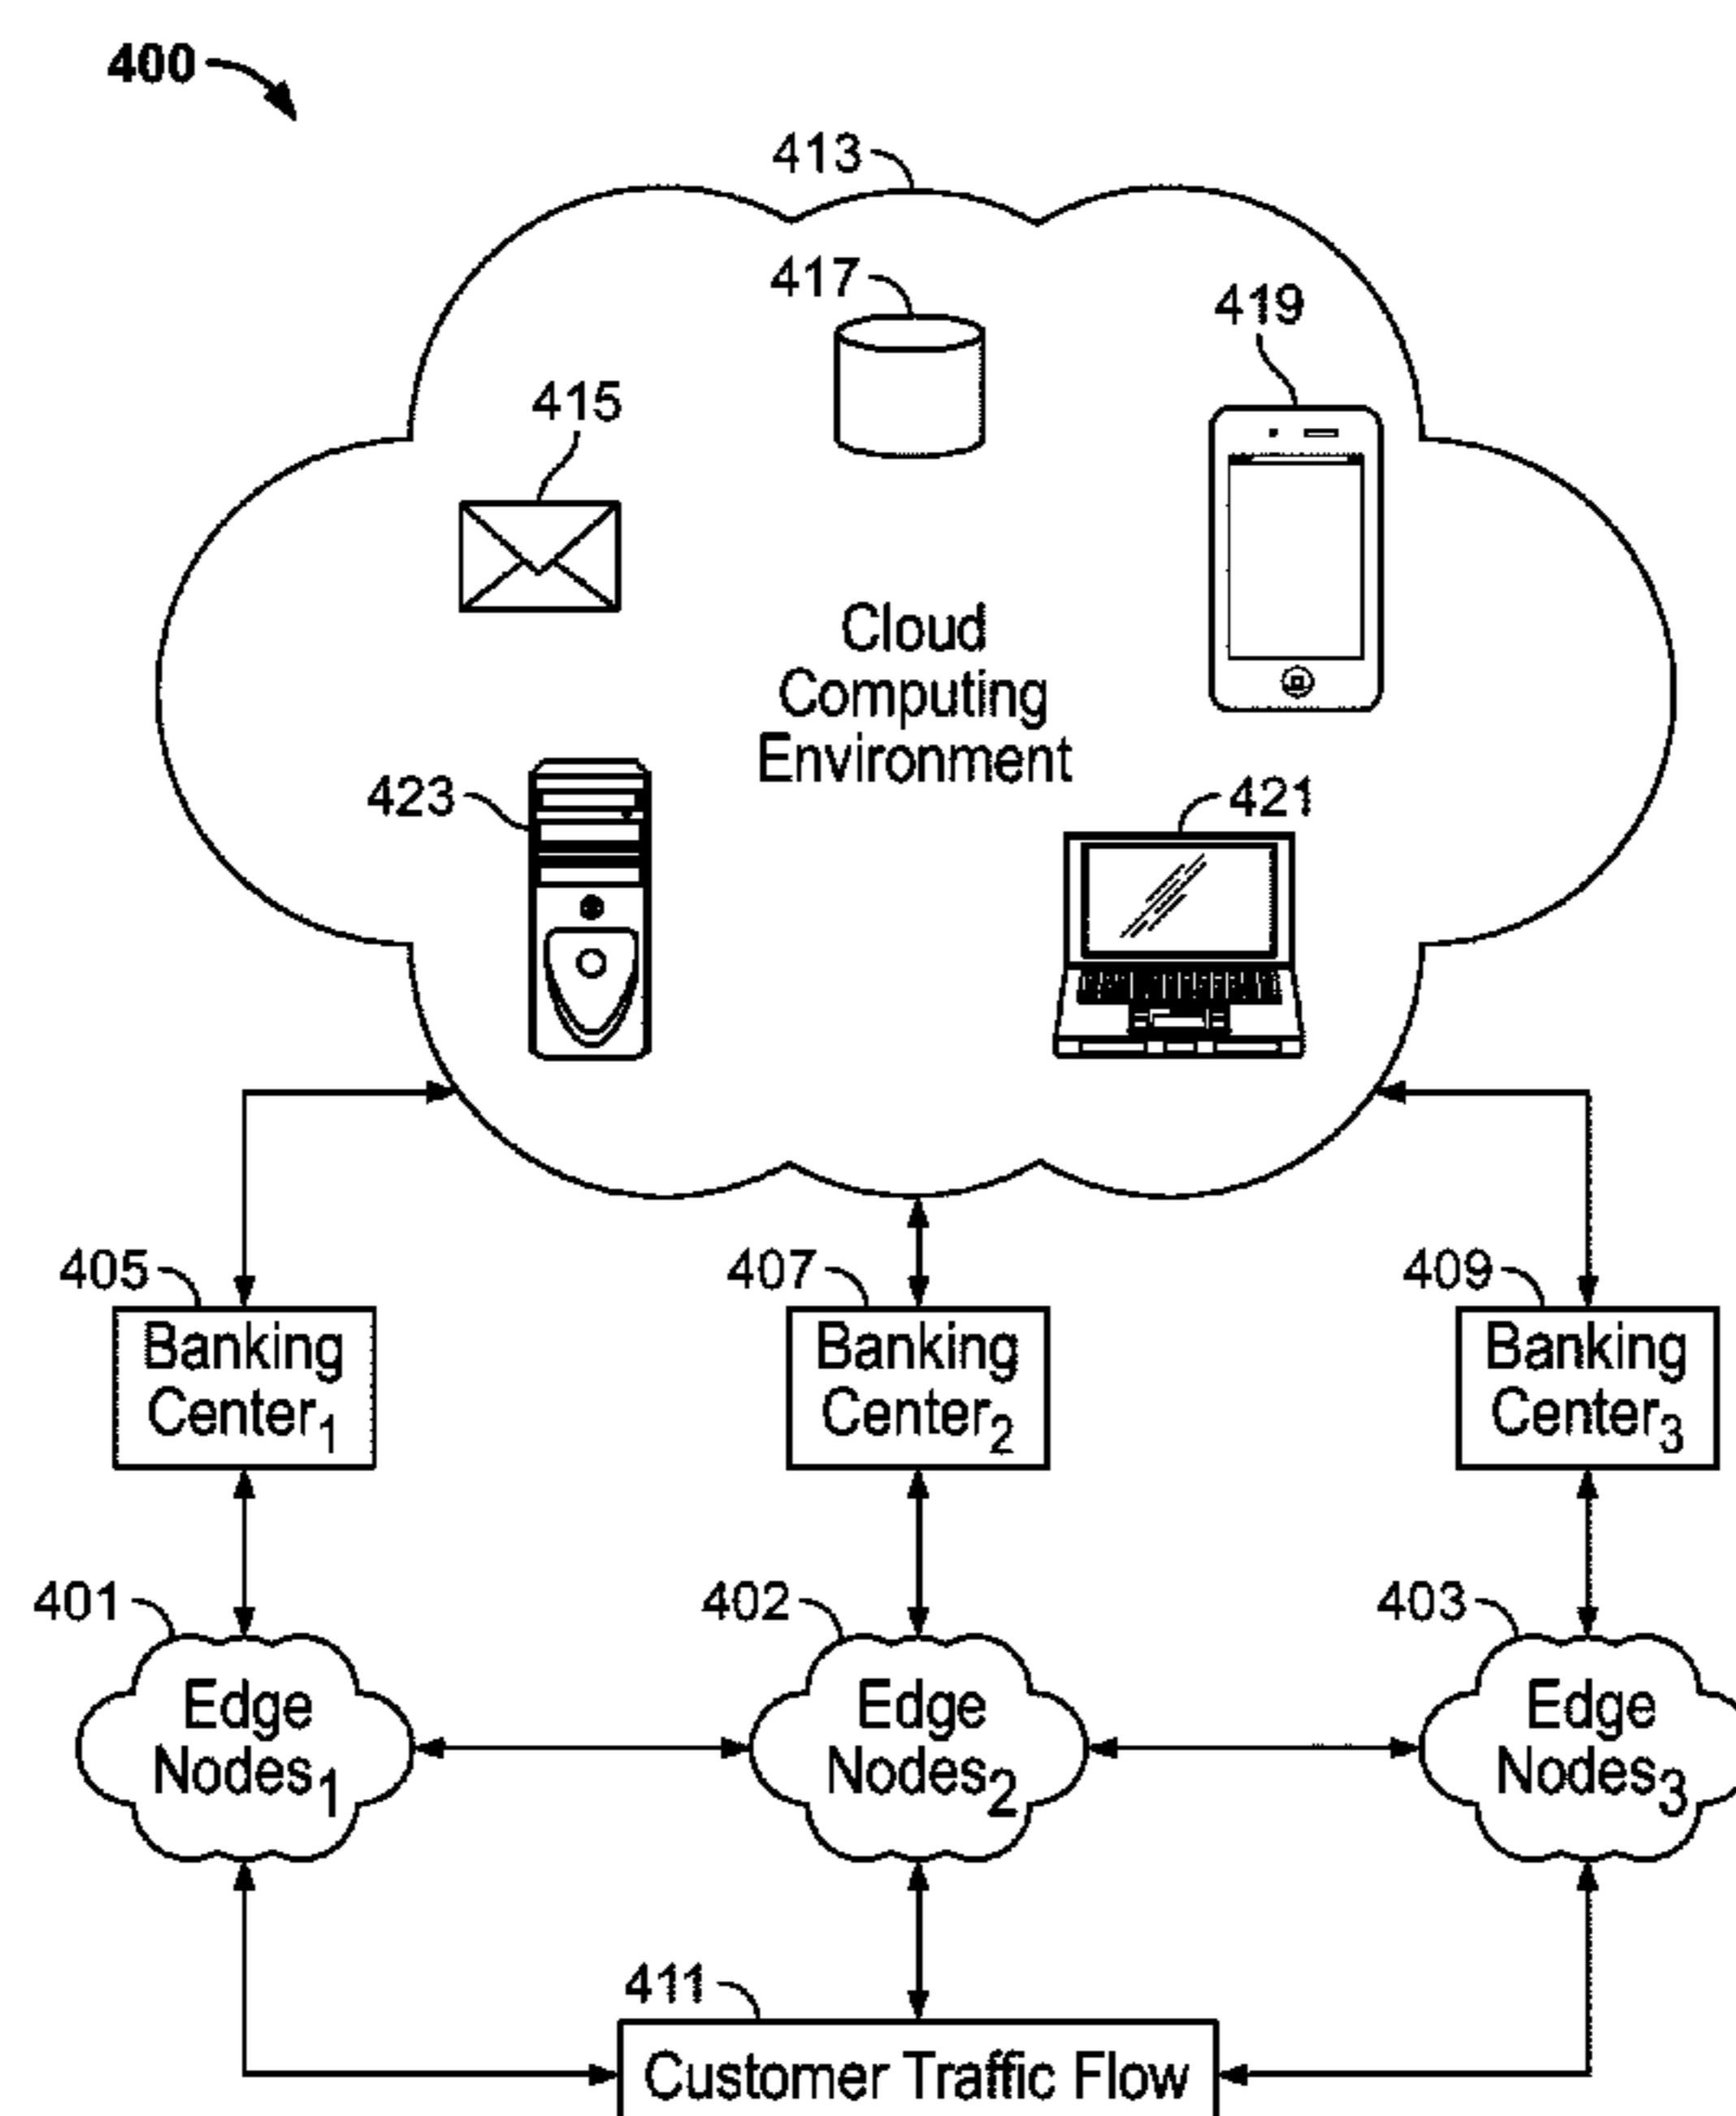 400
413
417
419
415
Cloud
Computing
Environment
423
421
405
407
409
Banking
Center1
Banking
Center2
Banking
Center3
401
402
403
Edge
Nodes1
Edge
Nodes2
Edge
Nodes3
411
Customer Traffic Flow